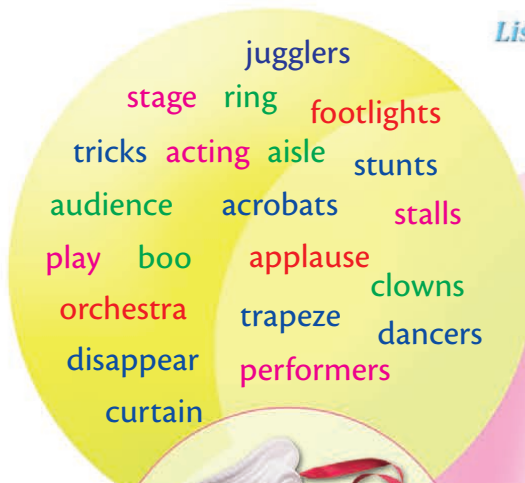 Lis
jugglers
stage ring
footlights
tricks acting aisle
stunts
audience acrobats
stalls
play boo applause
clowns
orchestra
trapeze
dancers
disappear
performers
curtain